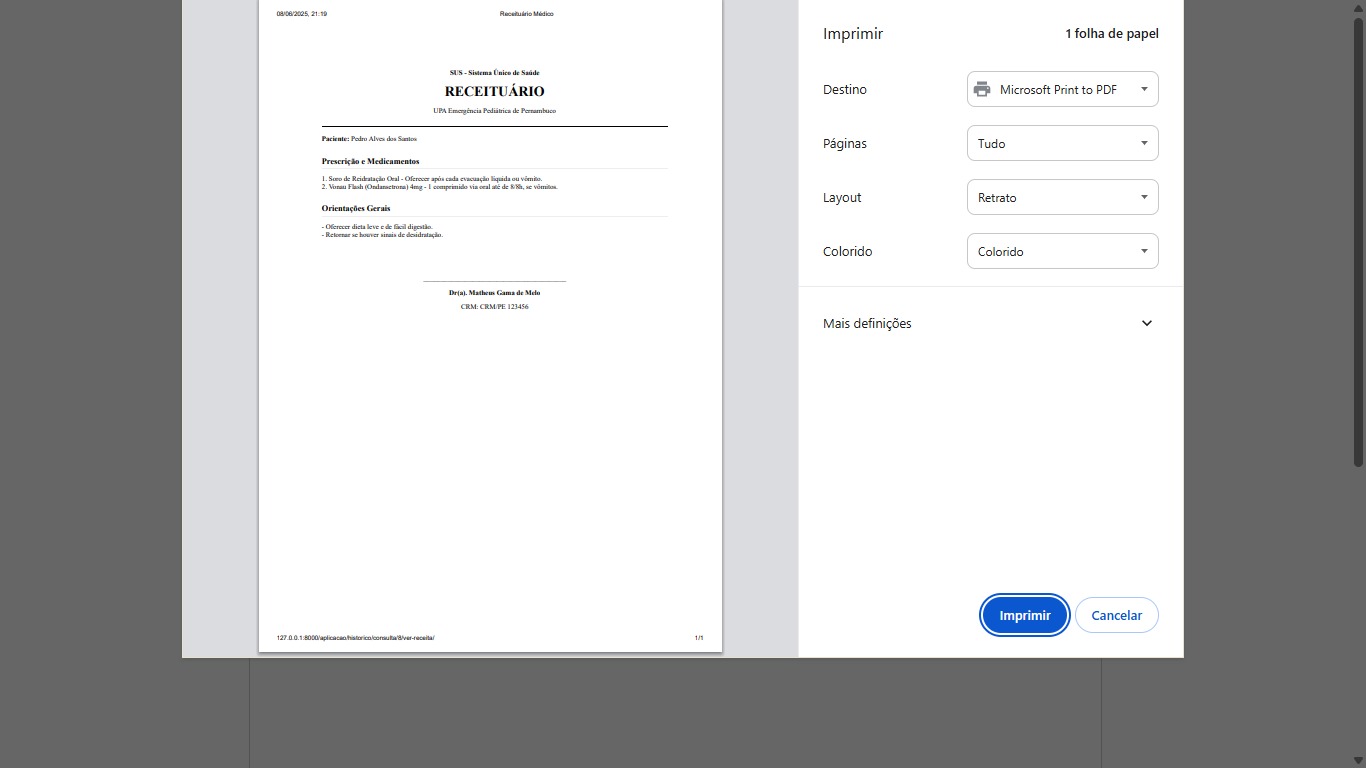 08/06/2025, 21:19
Receituário Médico
SUS - Sistema Único de Saúde
RECEITUÁRIO
UPA Emergência Pediátrica de Pernambuco
Paciente: Pedro Alves dos Santos
Prescrição e Medicamentos
1. Soro de Reidratação Oral - Oferecer após cada evacuação líquida ou vômito.
2. Vonau Flash (Ondansetrona) 4mg - 1 comprimido via oral até de 8/8h, se vômitos.
Orientações Gerais
- Oferecer dieta leve e de fácil digestão.
- Retornar se houver sinais de desidratação.
Dr(a). Matheus Gama de Melo
CRM: CRM/PE 123456
127.0.0.1:8000/aplicacao/historico/consulta/8/ver-receita/
1/1
Imprimir
1 folha de papel
Destino
Microsoft Print to PDF
Páginas
Tudo
Layout
Retrato
Colorido
Colorido
Mais definições
Imprimir
Cancelar